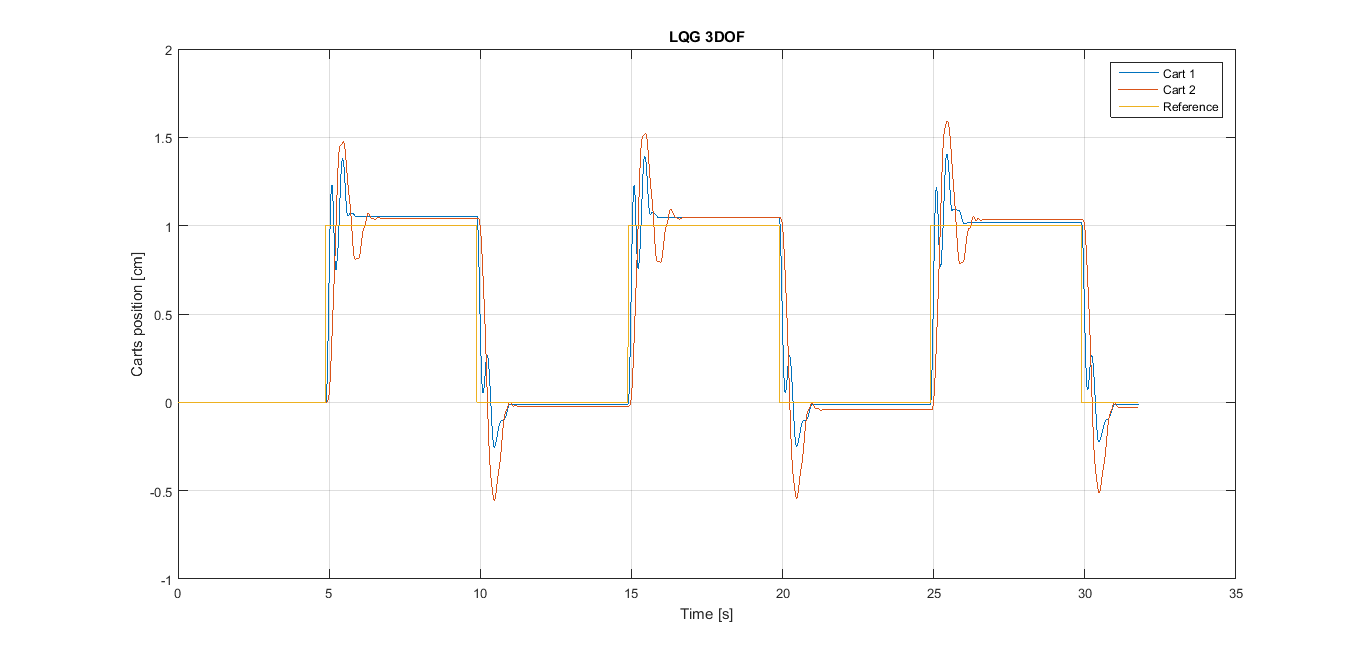 LQG 3DOF
Cart 1
Cart 2
Reference
Carts position [cm]
2
1.5
1
0.5
0
-0.5
-1
0 5 10 15 20 25 30 35
Time [s]